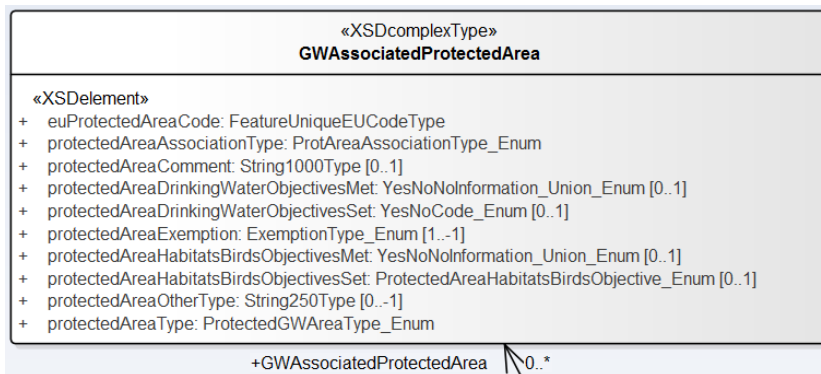 «XSDcomplexType»
GWAssociatedProtectedArea
«XSDelement»
+ euProtectedAreaCode: FeatureUniqueEUCodeType
+ protectedAreaAssociationType: ProtAreaAssociationType_Enum
+ protectedAreaComment: String1000Type [0..1]
+ protectedAreaDrinkingWaterObjectivesMet: YesNoNoInformation_Union_Enum [0..1]
+ protectedAreaDrinkingWaterObjectivesSet: YesNoCode_Enum [0..1]
+ protectedAreaExemption: ExemptionType_Enum [1..-1]
+ protectedAreaHabitatsBirdsObjectivesMet: YesNoNoInformation_Union_Enum [0..1]
+ protectedAreaHabitatsBirdsObjectivesSet: ProtectedAreaHabitatsBirdsObjective_Enum [0..1]
+ protectedAreaOtherType: String250Type [0..-1]
+ protectedAreaType: ProtectedGWAreaType_Enum
+GWAssociatedProtectedArea 0..*